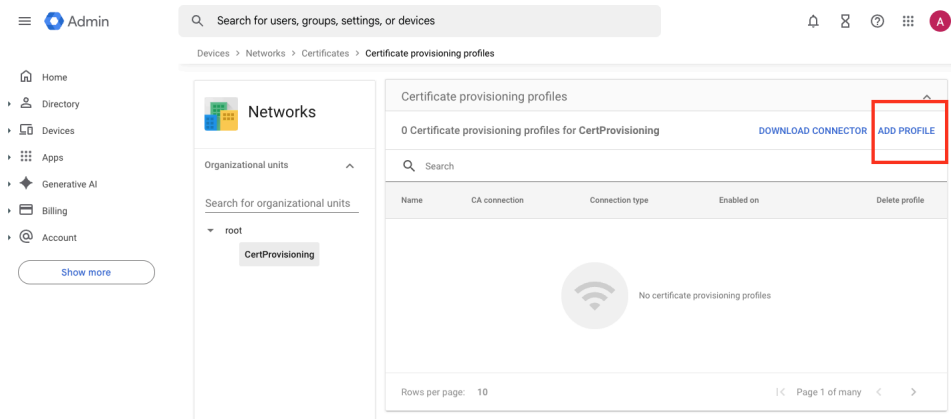 Admin
Search for users, groups, settings, or devices
A
Devices > Networks > Certificates > Certificate provisioning profiles
Home
Directory
Devices
Apps
Generative AI
Billing
Account
Show more
Networks
Organizational units
Search for organizational units
root
CertProvisioning
Certificate provisioning profiles
0 Certificate provisioning profiles for CertProvisioning
DOWNLOAD CONNECTOR
ADD PROFILE
Search
Name CA connection Connection type Enabled on Delete profile
No certificate provisioning profiles
Rows per page: 10
Page 1 of many